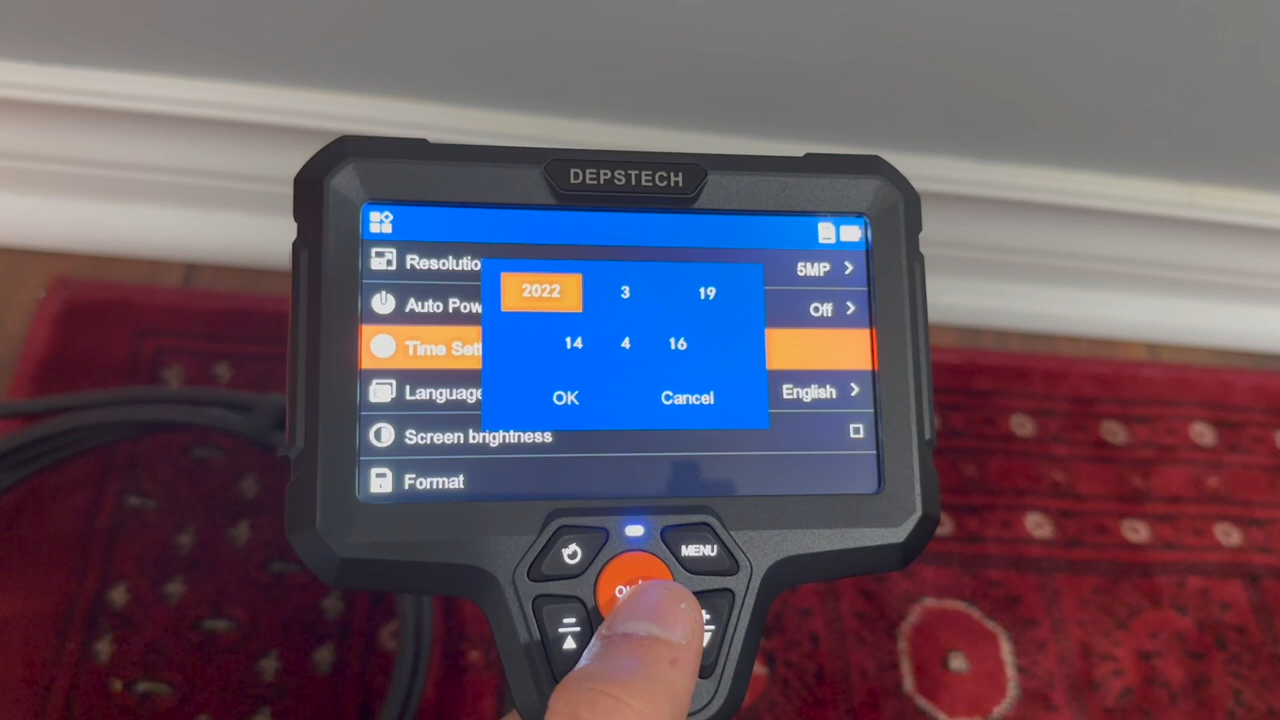 DEPSTECH
Resolutio 5MP
2022 3 19
Auto Pow Off
14 4 16
Time Sett
Language English
OK Cancel
Screen brightness
Format
MENU